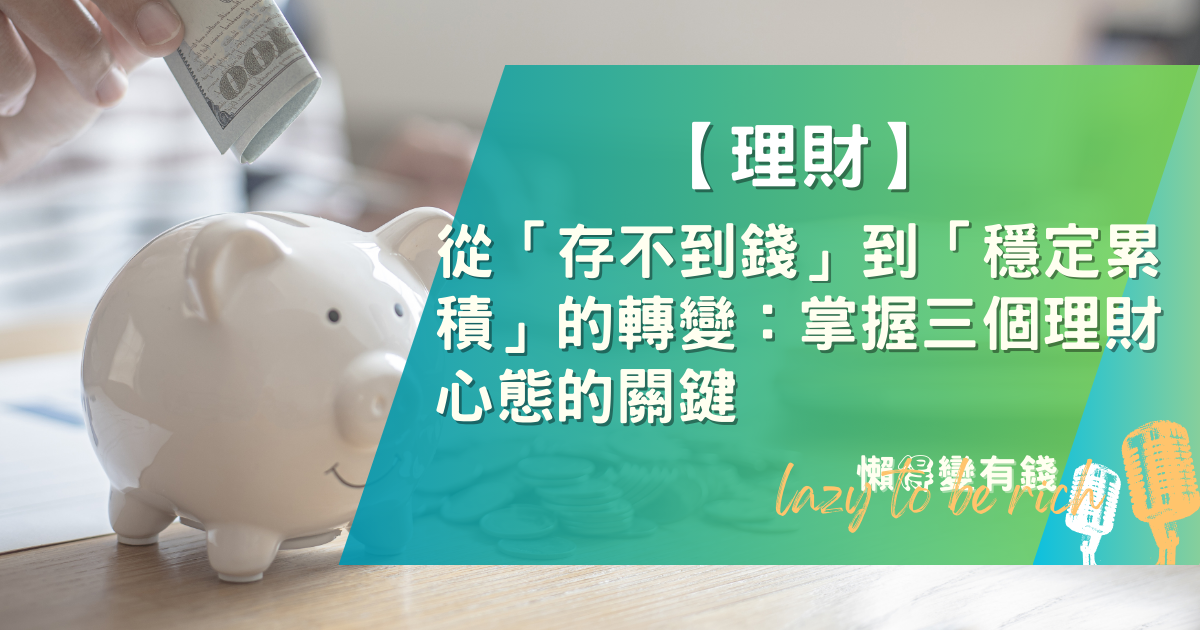 100
【理財】
從「存不到錢」到「穩定累
積」的轉變：掌握三個理財
心態的關鍵
懶得變有錢
lazy to be rich